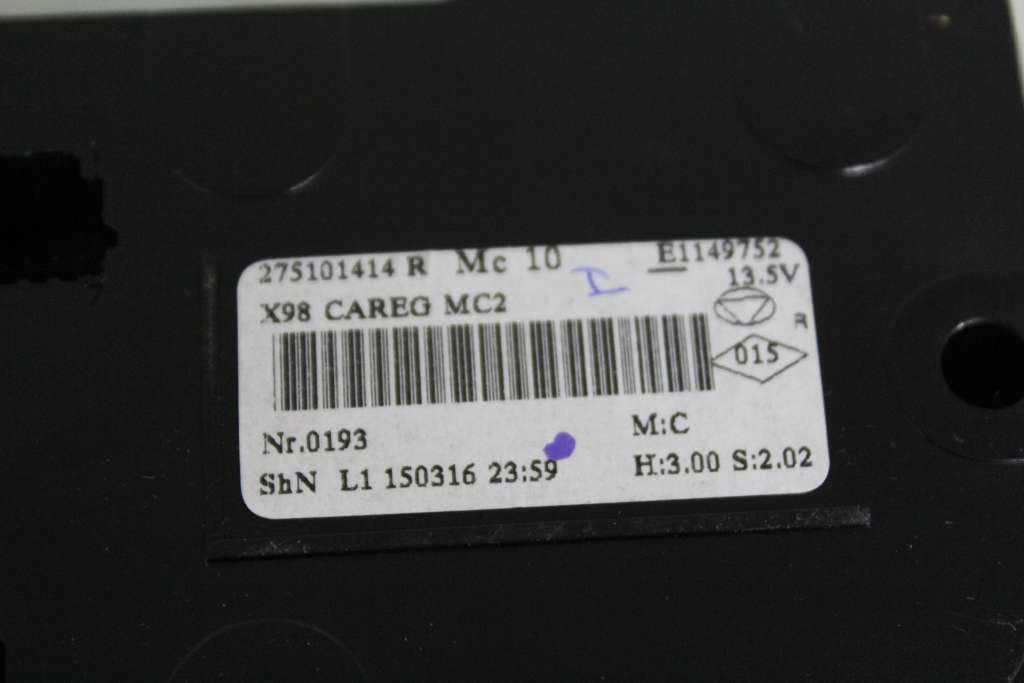 275101414 R Mc 10 E1149752
13.5V
X98 CAREG MC2
R
015
Nr.0193 M:C
ShN L1 150316 23:59 H:3.00 S:2.02